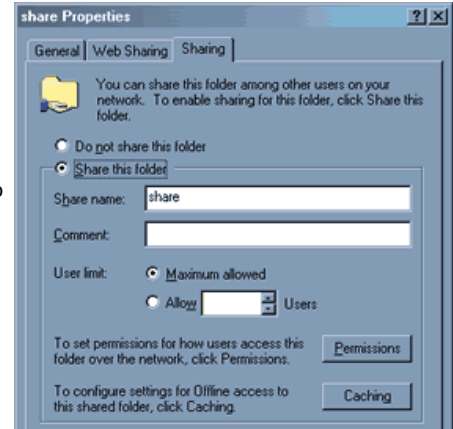 share Properties
General Web Sharing Sharing
You can share this folder among other users on your
network. To enable sharing for this folder, click Share this
folder.
Do not share this folder
Share this folder
Share name: share
Comment:
User limit: Maximum allowed
Allow Users
To set permissions for how users access this
folder over the network, click Permissions.
Permissions
To configure settings for Offline access to
this shared folder, click Caching.
Caching